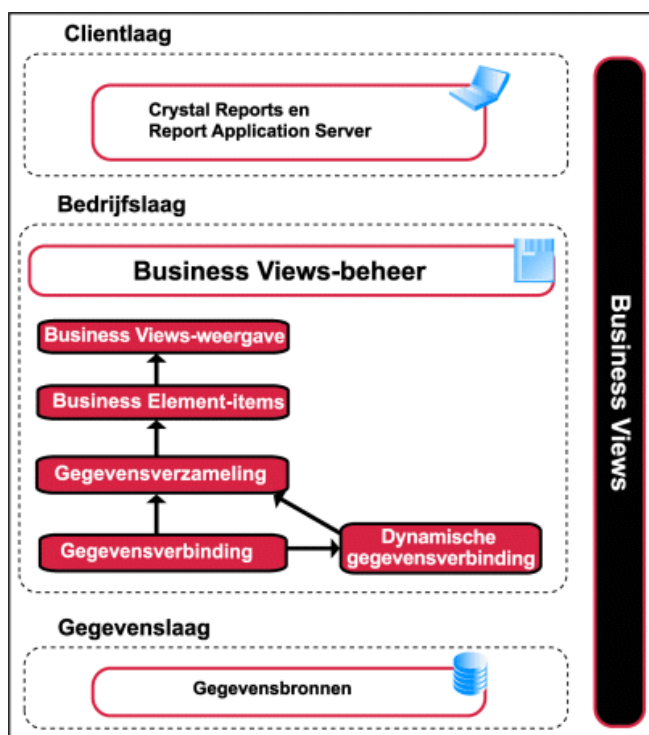 Clientlaag
Crystal Reports en
Report Application Server
Bedrijfslaag
Business Views-beheer
Business Views-weergave
Business Element-items
Gegevensverzameling
Gegevensverbinding
Dynamische
gegevensverbinding
Gegevenslaag
Gegevensbronnen
Business Views